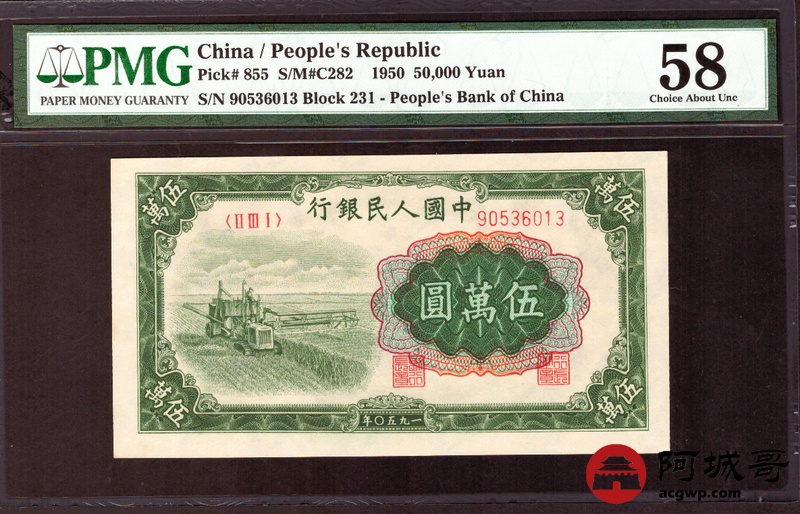 PMG
PAPER MONEY GUARANTY
China / People's Republic
Pick# 855 S/M#C282 1950 50,000 Yuan
S/N 90536013 Block 231 - People's Bank of China
58
Choice About Unc
伍萬
伍萬
行銀民人國中
〈II III I〉
90536013
圓萬伍
伍萬
伍萬
年〇五九一
阿城哥
acgwp.com